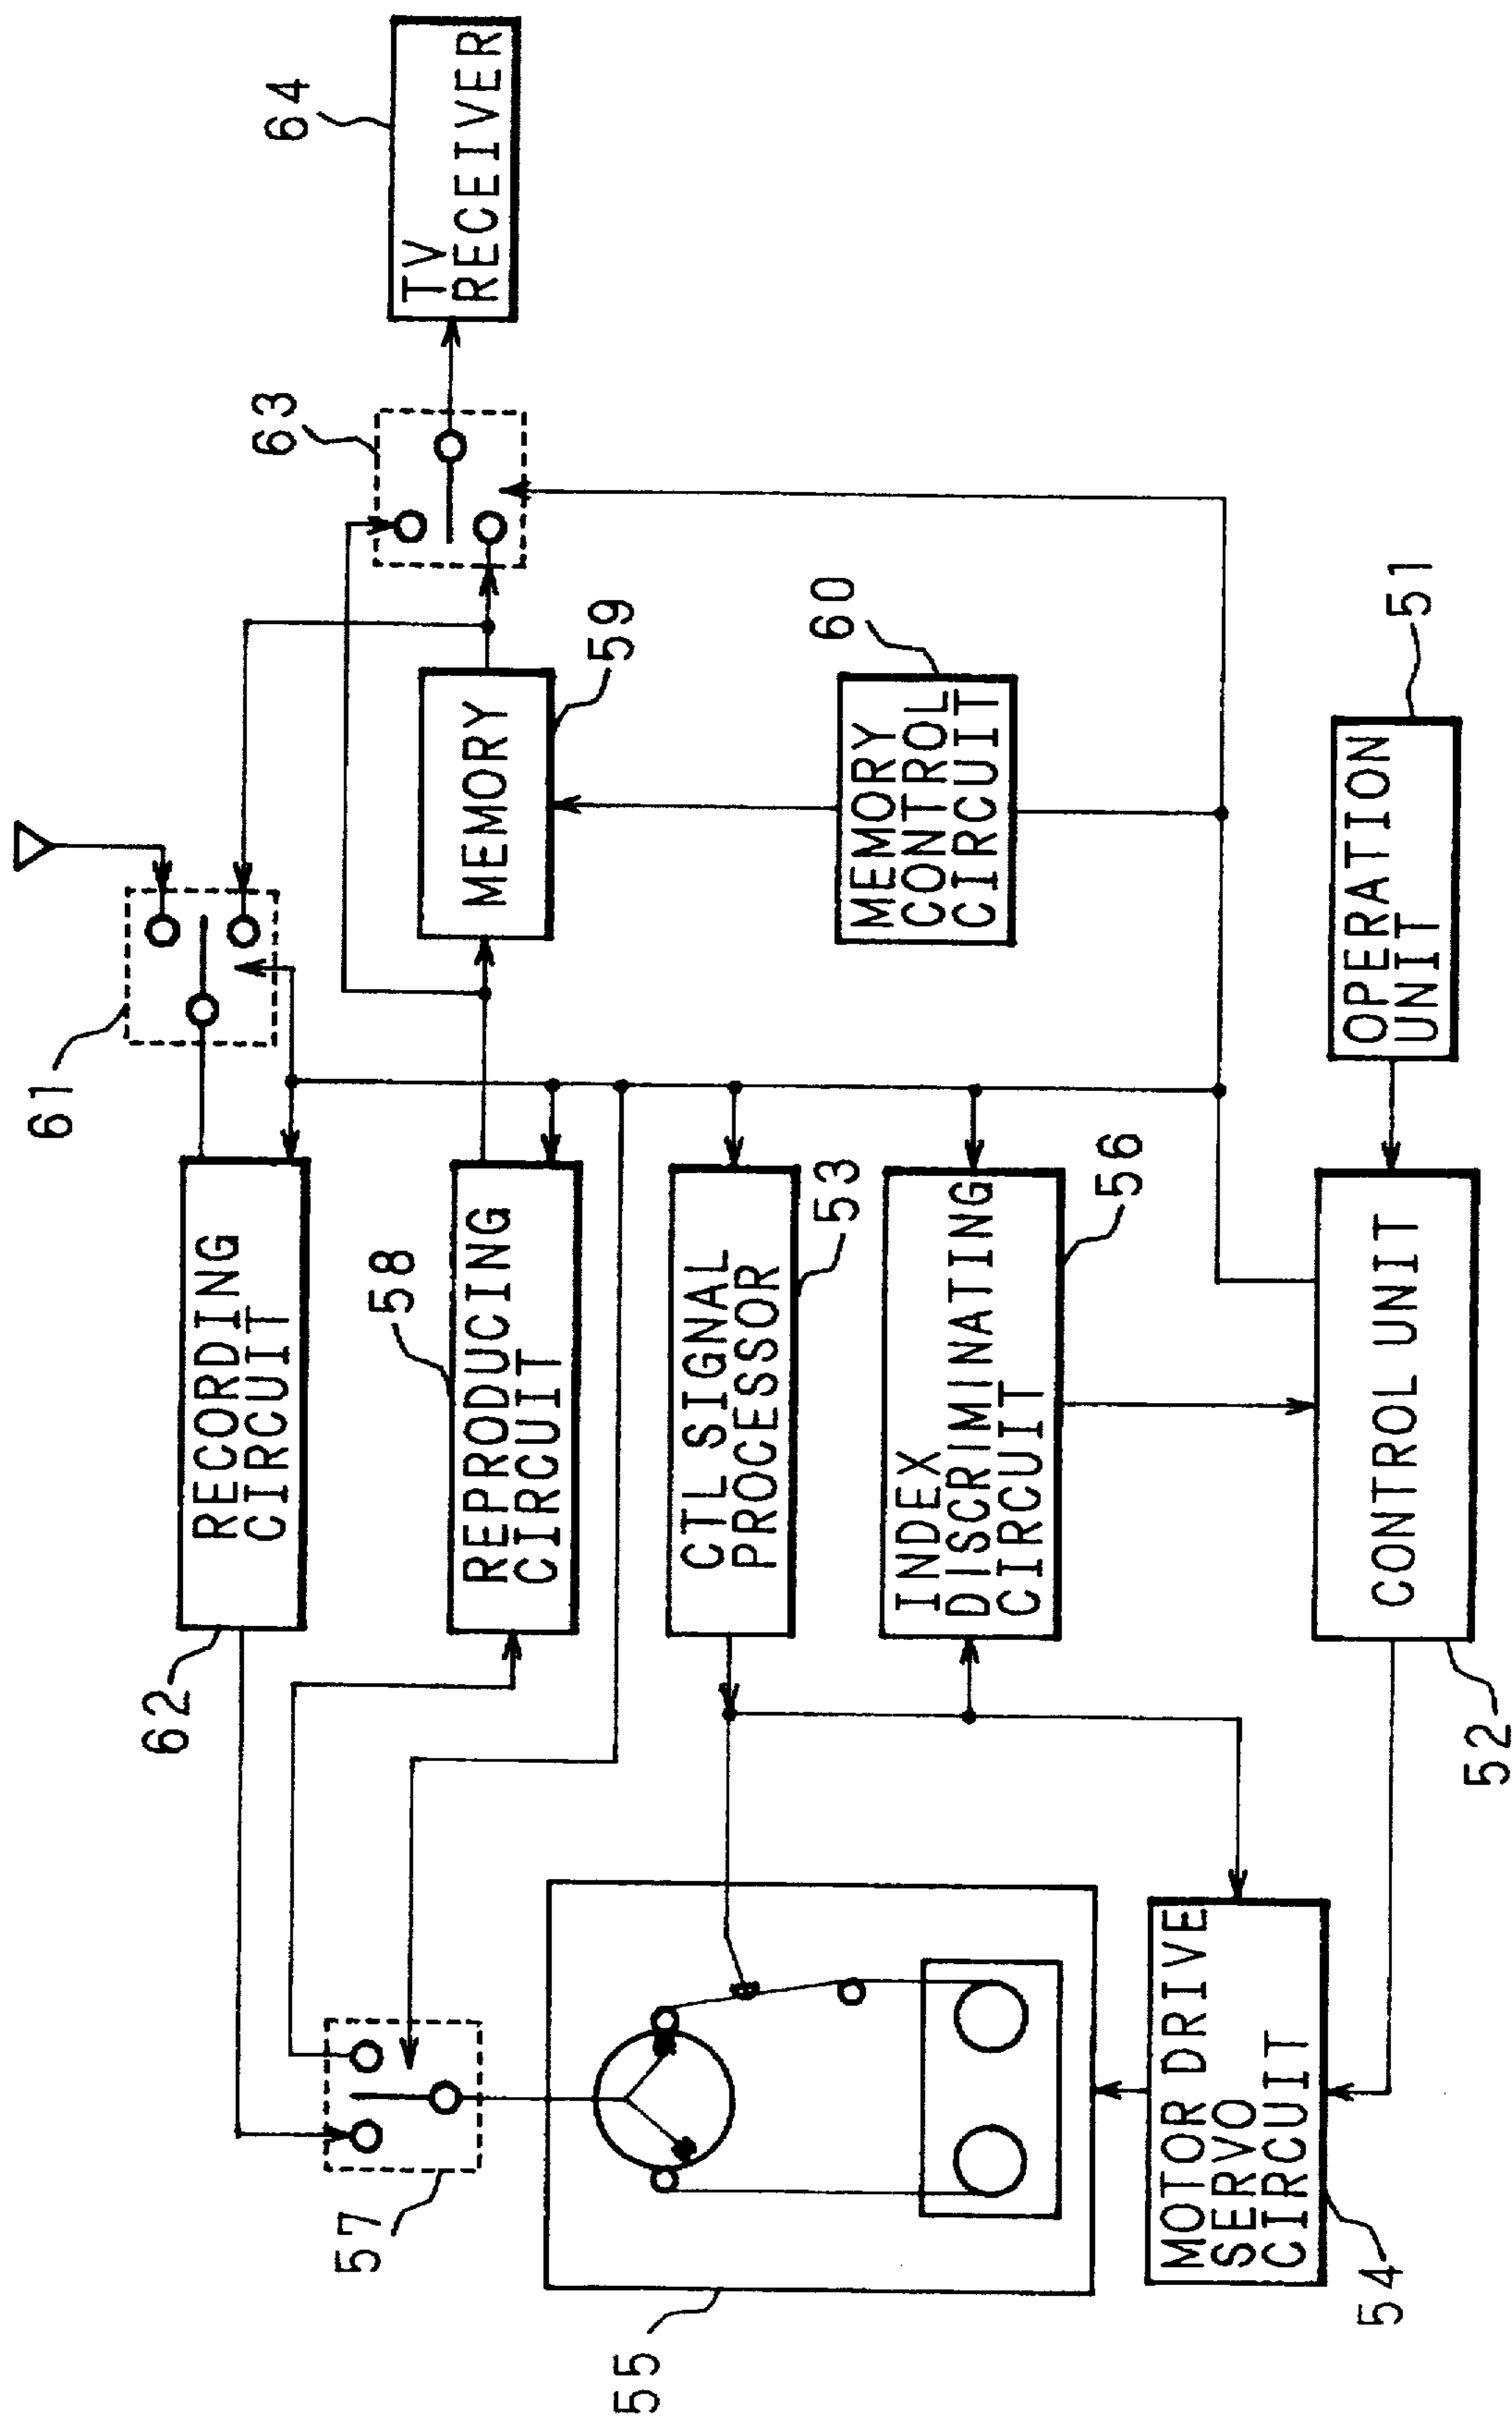 61
62
RECORDING
CIRCUIT
63
64
TV
RECEIVER
57
58
REPRODUCING
CIRCUIT
MEMORY
59
CTL SIGNAL
PROCESSOR
53
55
INDEX
DISCRIMINATING
CIRCUIT
56
60
MEMORY
CONTROL
CIRCUIT
MOTOR DRIVE
SERVO
CIRCUIT
54
CONTROL UNIT
52
OPERATION
UNIT
51